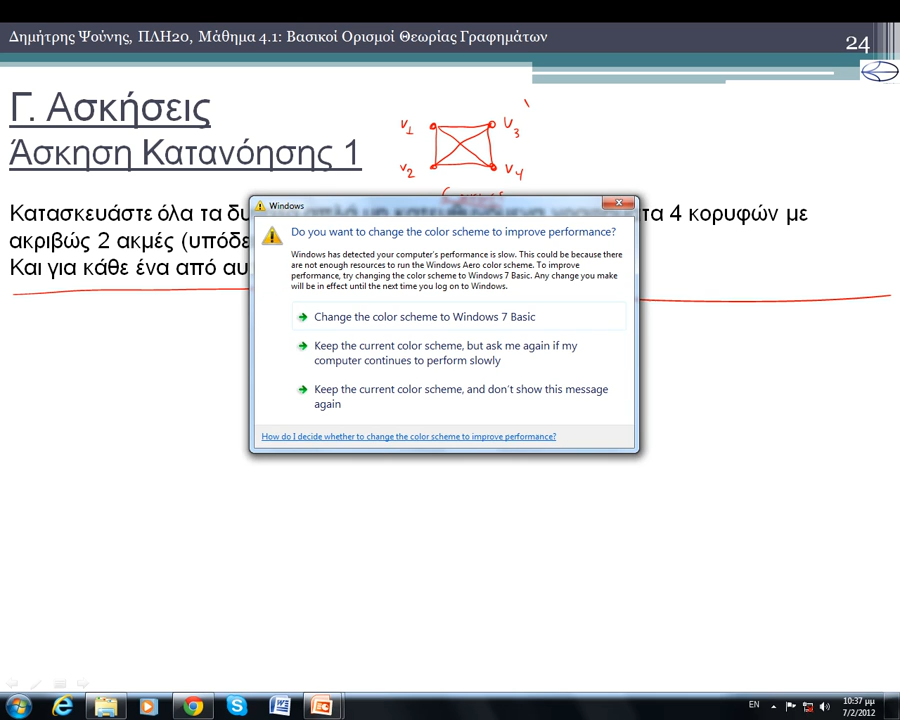 Δημήτρης Ψούνης, ΠΛΗ20, Μάθημα 4.1: Βασικοί Ορισμοί Θεωρίας Γραφημάτων
24
Γ. Ασκήσεις
Άσκηση Κατανόησης 1
v1
v3
v2
v4
Κατασκευάστε όλα τα 4 κορυφών με
ακριβώς 2 ακμές (υπόδε
Και για κάθε ένα από αυ
Windows
Do you want to change the color scheme to improve performance?
Windows has detected your computer's performance is slow. This could be because there
are not enough resources to run the Windows Aero color scheme. To improve
performance, try changing the color scheme to Windows 7 Basic. Any change you make
will be in effect until the next time you log on to Windows.
Change the color scheme to Windows 7 Basic
Keep the current color scheme, but ask me again if my
computer continues to perform slowly
Keep the current color scheme, and don't show this message
again
How do I decide whether to change the color scheme to improve performance?
EN
10:37 μμ
7/2/2012